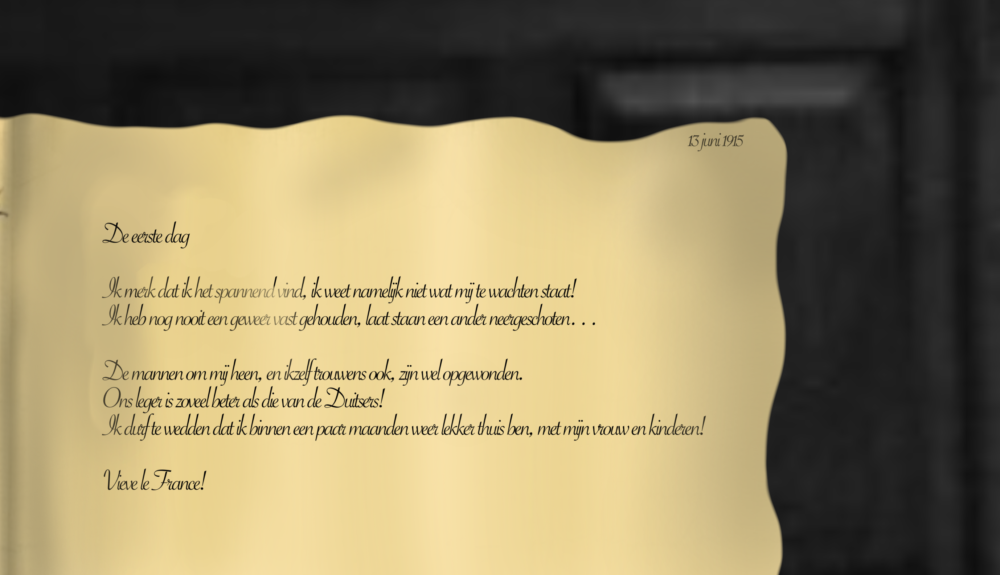 13 juni 1915
De eerste dag
Ik merk dat ik het spannend vind, ik weet namelijk niet wat mij te wachten staat!
Ik heb nog nooit een geweer vast gehouden, laat staan een ander neergeschoten...
De mannen om mij heen, en ikzelf trouwens ook, zijn wel opgewonden.
Ons leger is zoveel beter als die van de Duitsers!
Ik durf te wedden dat ik binnen een paar maanden weer lekker thuis ben, met mijn vrouw en kinderen!
Vieve le France!